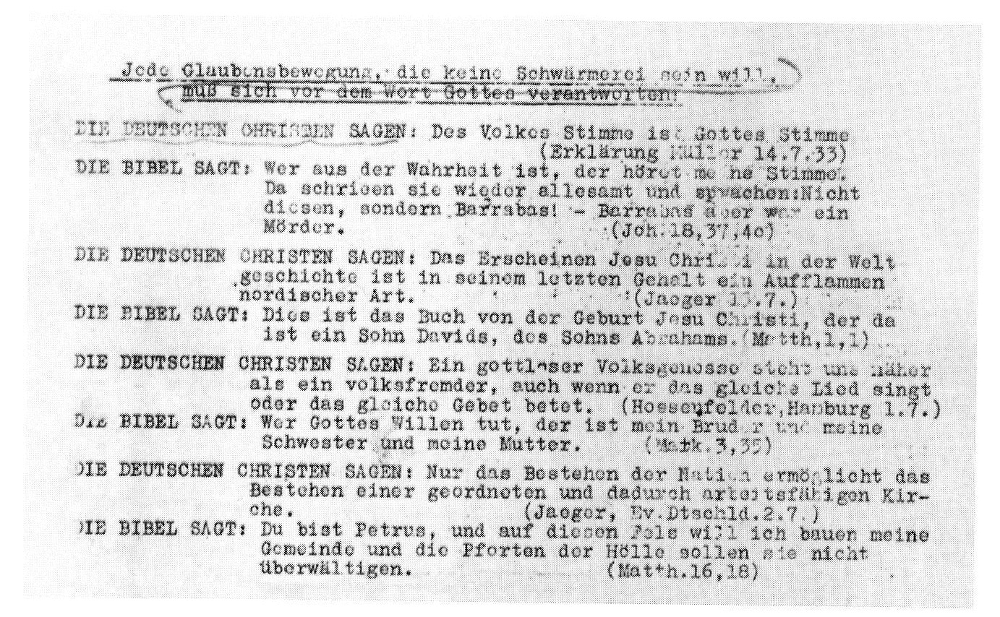 Jede Glaubensbewegung, die keine Schwärmerei sein will,
muß sich vor dem Wort Gottes verantworten!
DIE DEUTSCHEN CHRISTEN SAGEN: Des Volkes Stimme ist Gottes Stimme
(Erklärung Müller 14.7.33)
DIE BIBEL SAGT: Wer aus der Wahrheit ist, der höret meine Stimme.
Da schrieen sie wieder allesamt und sprachen:Nicht
diesen, sondern Barrabas! - Barrabas aber war ein
Mörder. (Joh.18,37,4o)
DIE DEUTSCHEN CHRISTEN SAGEN: Das Erscheinen Jesu Christi in der Welt
geschichte ist in seinem letzten Gehalt ein Aufflammen
nordischer Art. (Jaeger 7.)
DIE BIBEL SAGT: Dies ist das Buch von der Geburt Jesu Christi, der da
ist ein Sohn Davids, des Sohns Abrahams.(Matth,1,1)
DIE DEUTSCHEN CHRISTEN SAGEN: Ein gottloser Volksgenosse steht uns näher
als ein volksfremder, auch wenn er das gleiche Lied singt
oder das gleiche Gebet betet. (Hossenfelder,Hamburg 1.7.)
DIE BIBEL SAGT: Wer Gottes Willen tut, der ist mein Bruder und meine
Schwester und meine Mutter. (Mark.3,35)
DIE DEUTSCHEN CHRISTEN SAGEN: Nur das Bestehen der Nation ermöglicht das
Bestehen einer geordneten und dadurch arbeitsfähigen Kir-
che. (Jaeger, Ev.Dtschld.2.7.)
DIE BIBEL SAGT: Du bist Petrus, und auf diesen Fels will ich bauen meine
Gemeinde und die Pforten der Hölle sollen sie nicht
überwältigen. (Matth.16,18)